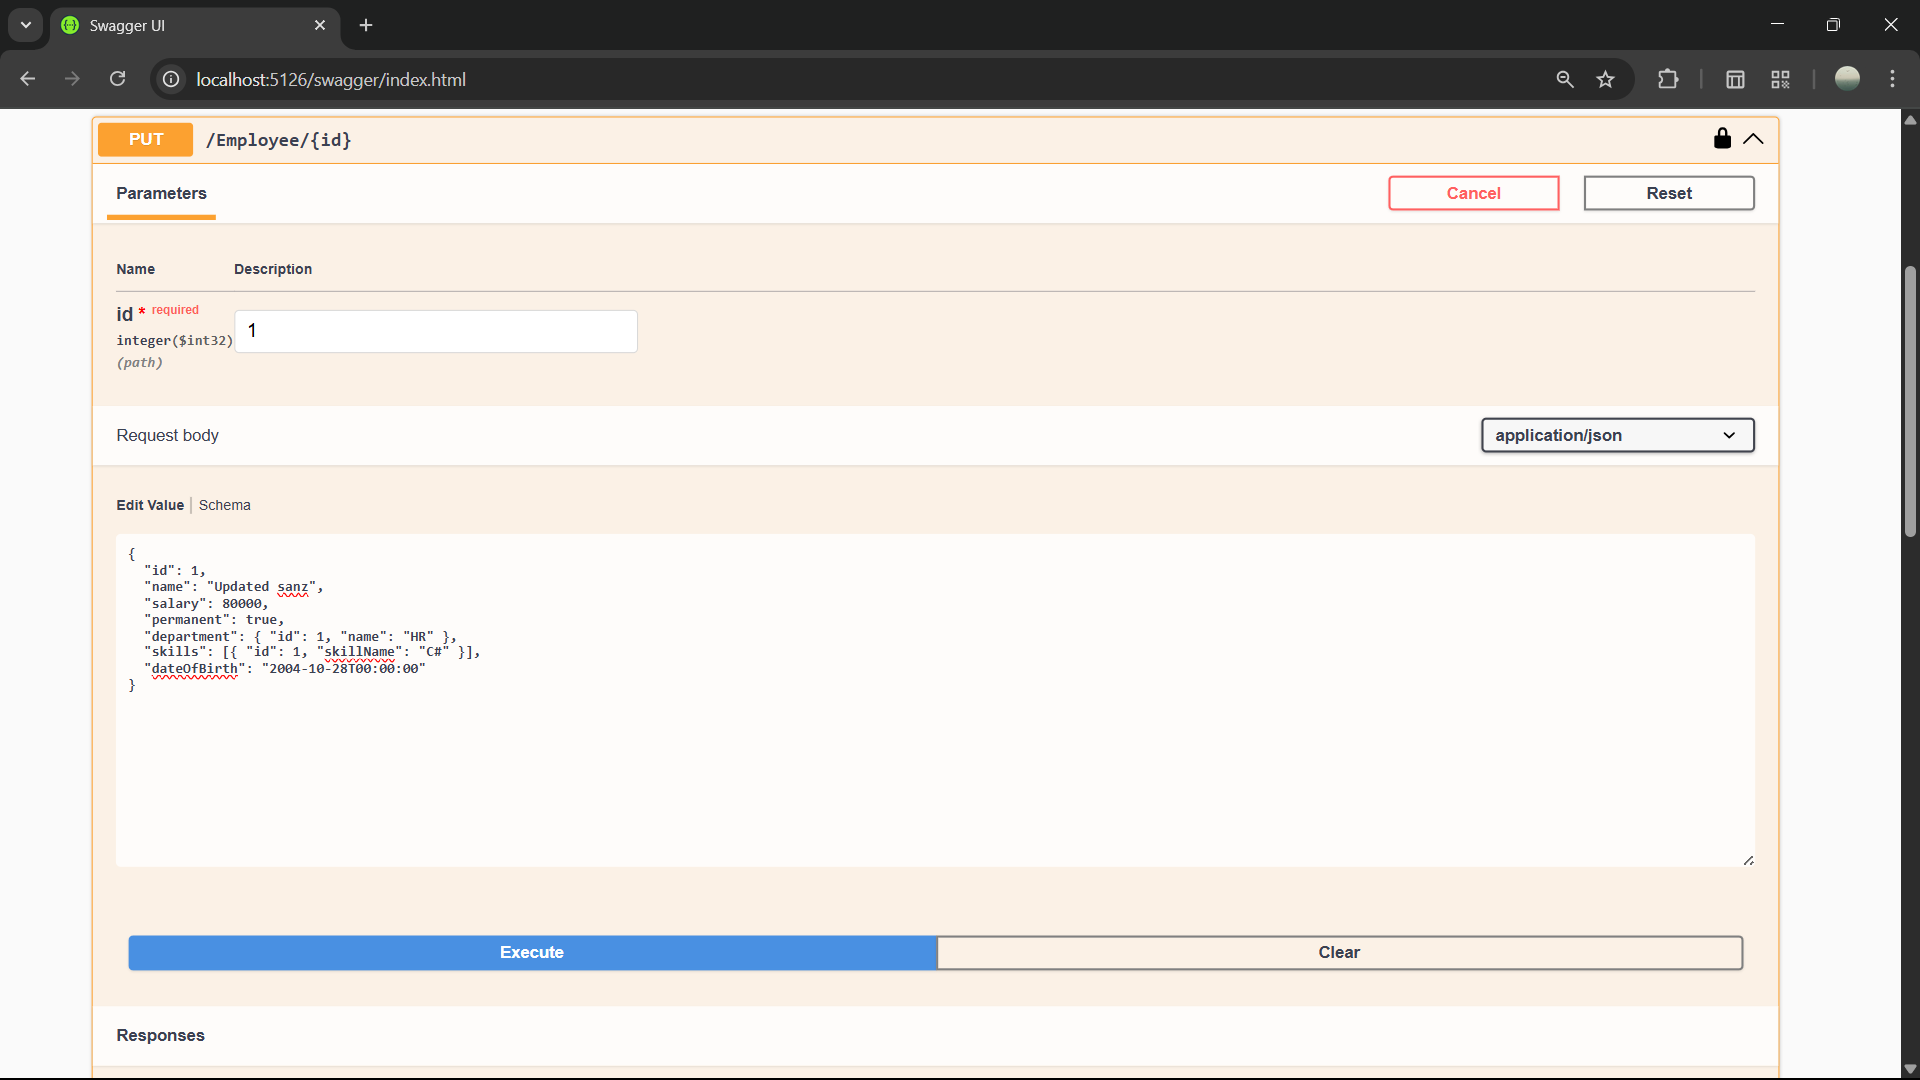 Swagger UI
localhost:5126/swagger/index.html
PUT /Employee/{id}
Parameters
Cancel
Reset
Name Description
id * required
integer($int32)
(path)
1
Request body
application/json
Edit Value | Schema
{
  "id": 1,
  "name": "Updated sanz",
  "salary": 80000,
  "permanent": true,
  "department": { "id": 1, "name": "HR" },
  "skills": [{ "id": 1, "skillName": "C#" }],
  "dateOfBirth": "2004-10-28T00:00:00"
}
Execute
Clear
Responses